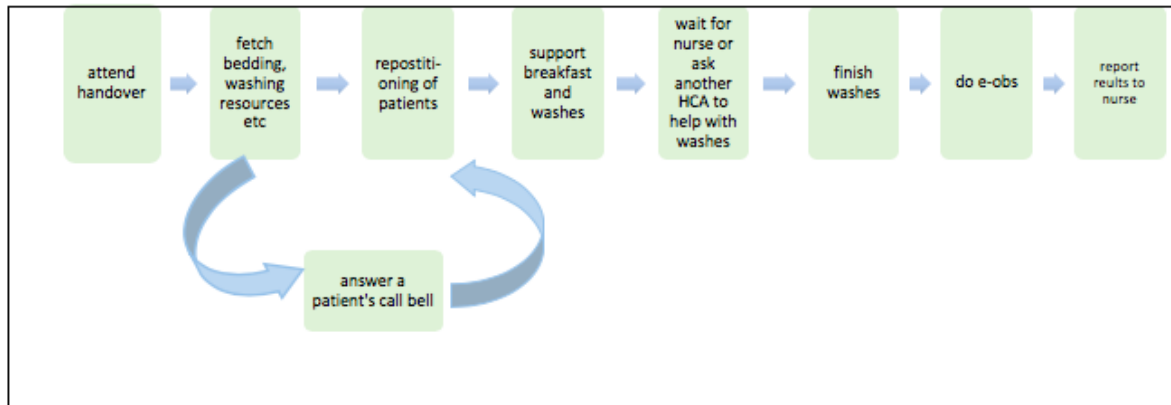 attend
handover
fetch
bedding,
washing
resources
etc
repostiti-
oning of
patients
support
breakfast
and
washes
wait for
nurse or
ask
another
HCA to
help with
washes
finish
washes
do e-obs
report
reults to
nurse
answer a
patient's call bell